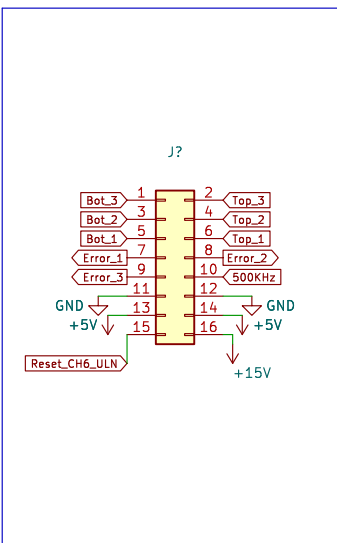 J?
Bot_3 1 2 Top_3
Bot_2 3 4 Top_2
Bot_1 5 6 Top_1
Error_1 7 8 Error_2
Error_3 9 10 500KHz
GND 11 12 GND
+5V 13 14 +5V
Reset_CH6_ULN 15 16 +15V